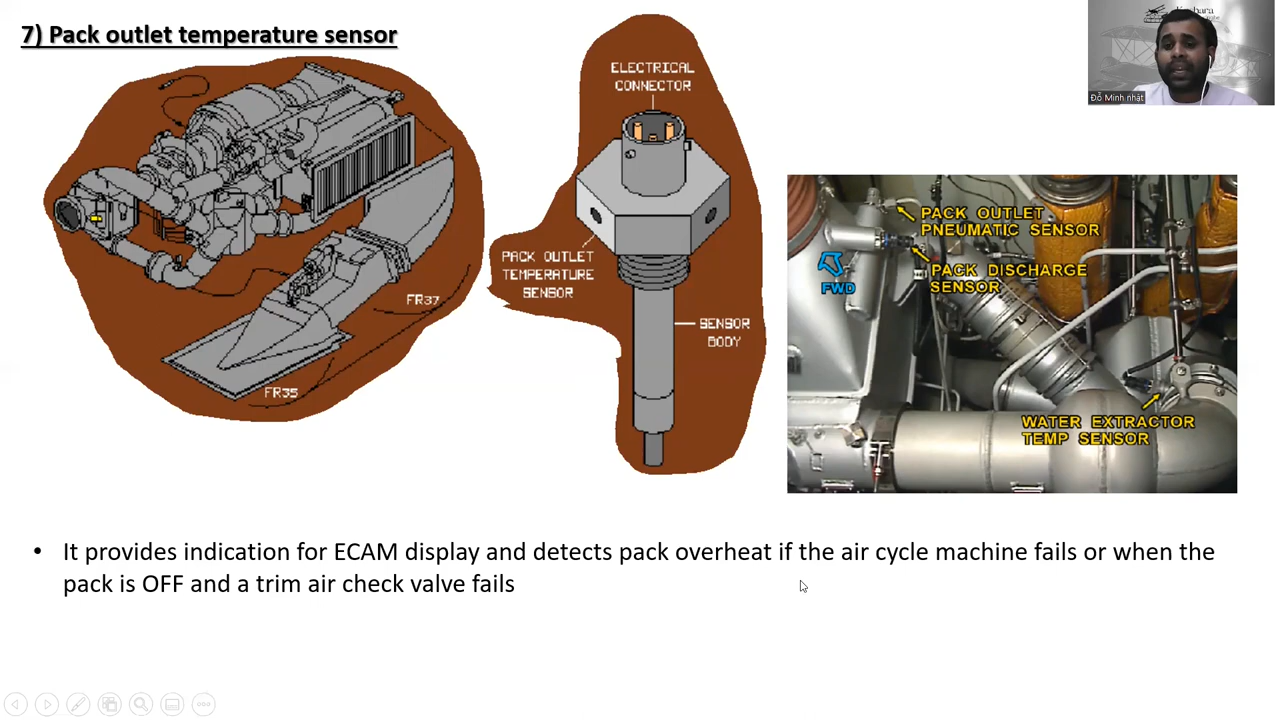 7) Pack outlet temperature sensor
ELECTRICAL
CONNECTOR
PACK OUTLET
TEMPERATURE
SENSOR
SENSOR
BODY
FR37
FR35
PACK OUTLET
PNEUMATIC SENSOR
PACK DISCHARGE
SENSOR
FWD
WATER EXTRACTOR
TEMP SENSOR
Đỗ Minh nhật
• It provides indication for ECAM display and detects pack overheat if the air cycle machine fails or when the
pack is OFF and a trim air check valve fails